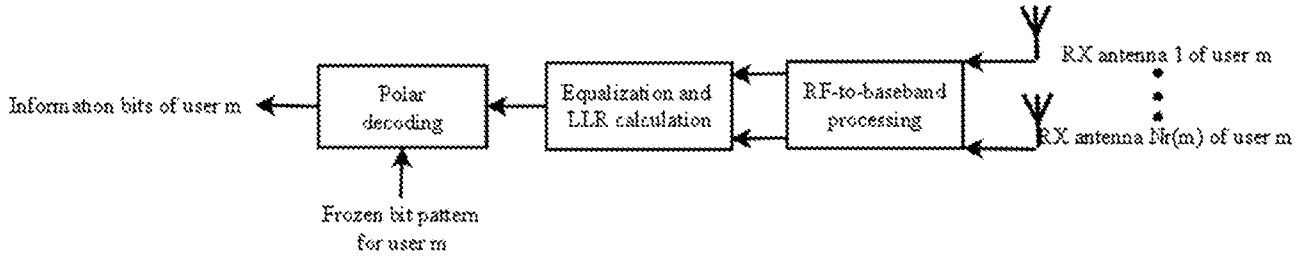 RX antenna 1 of user m
Information bits of user m
Polar
decoding
Equalization and
LLR calculation
RF-to-baseband
processing
RX antenna Nr(m) of user m
Frozen bit pattern
for user m